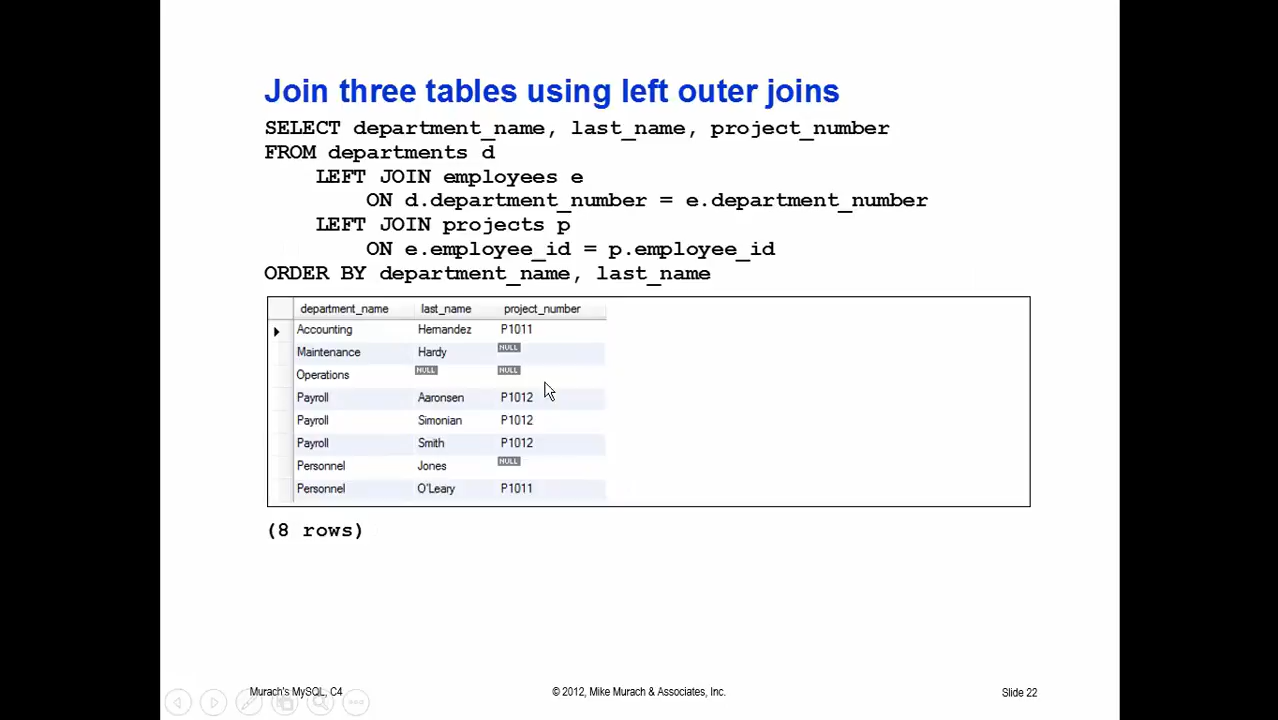 Join three tables using left outer joins
SELECT department_name, last_name, project_number
FROM departments d
LEFT JOIN employees e
ON d.department_number = e.department_number
LEFT JOIN projects p
ON e.employee_id = p.employee_id
ORDER BY department_name, last_name
department_name last_name project_number
Accounting Hernandez P1011
Maintenance Hardy NULL
Operations NULL NULL
Payroll Aaronsen P1012
Payroll Simonian P1012
Payroll Smith P1012
Personnel Jones NULL
Personnel O'Leary P1011
(8 rows)
Murach's MySQL, C4 © 2012, Mike Murach & Associates, Inc. Slide 22